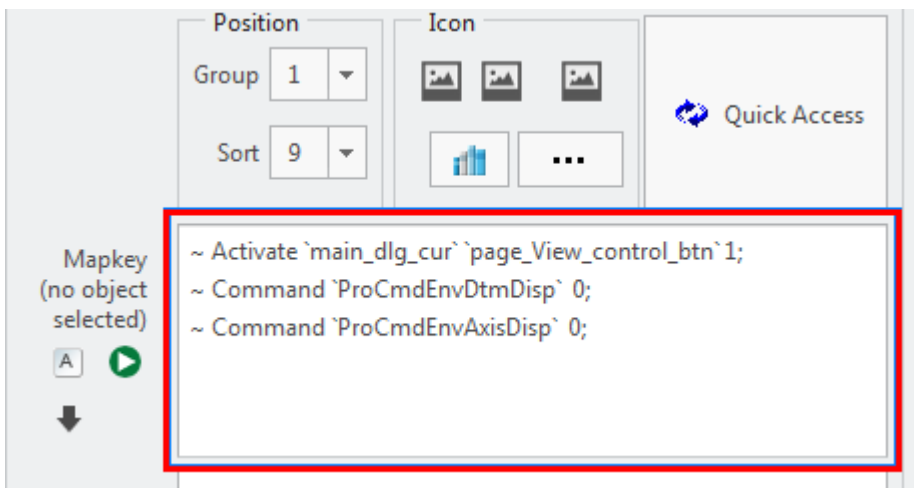 Position
Icon
Group 1
Sort 9
...
Quick Access
Mapkey
(no object
selected)
A
~ Activate `main_dlg_cur` `page_View_control_btn` 1;
~ Command `ProCmdEnvDtmDisp` 0;
~ Command `ProCmdEnvAxisDisp` 0;